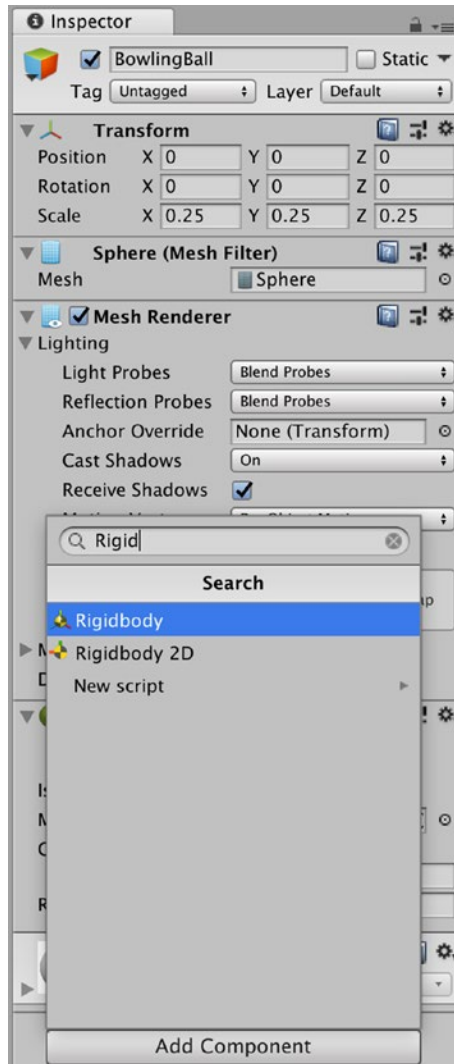 Inspector
BowlingBall Static
Tag Untagged Layer Default
Transform
Position X 0 Y 0 Z 0
Rotation X 0 Y 0 Z 0
Scale X 0.25 Y 0.25 Z 0.25
Sphere (Mesh Filter)
Mesh Sphere
Mesh Renderer
Lighting
Light Probes Blend Probes
Reflection Probes Blend Probes
Anchor Override None (Transform)
Cast Shadows On
Receive Shadows
Rigid
Search
Rigidbody
Rigidbody 2D
New script
Add Component